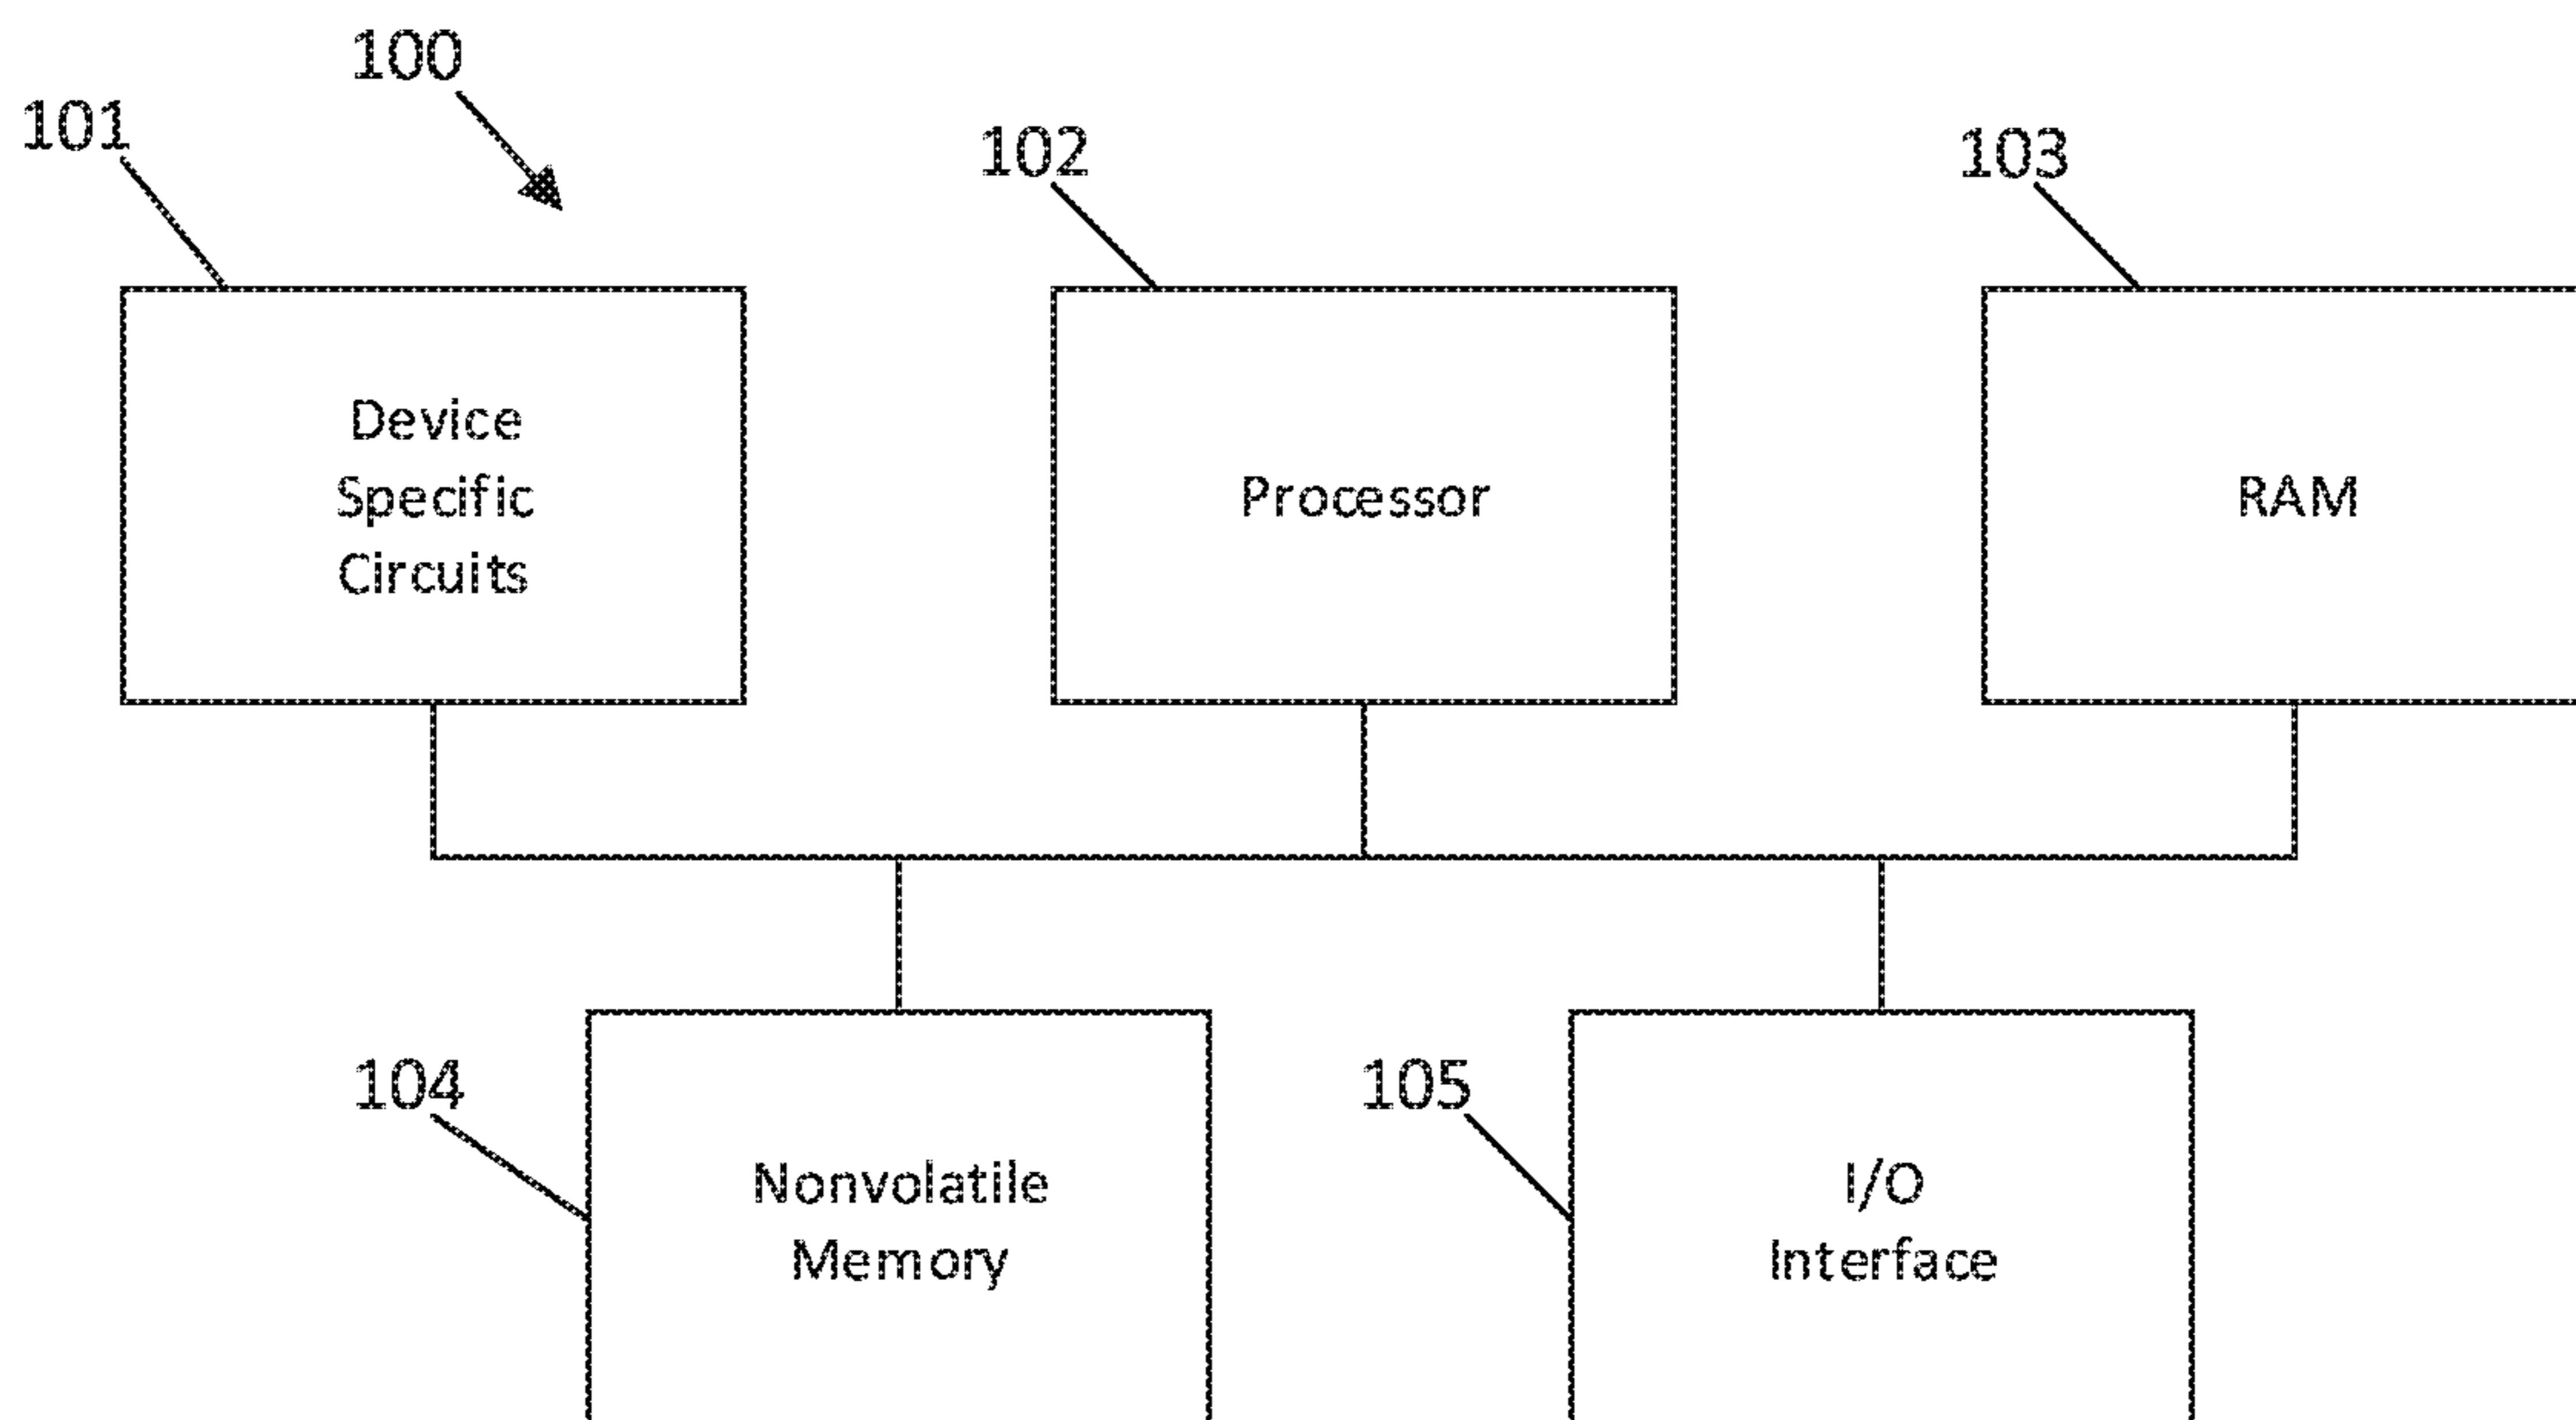 100
101
102
103
Device
Specific
Circuits
Processor
RAM
104
105
Nonvolatile
Memory
I/O
Interface